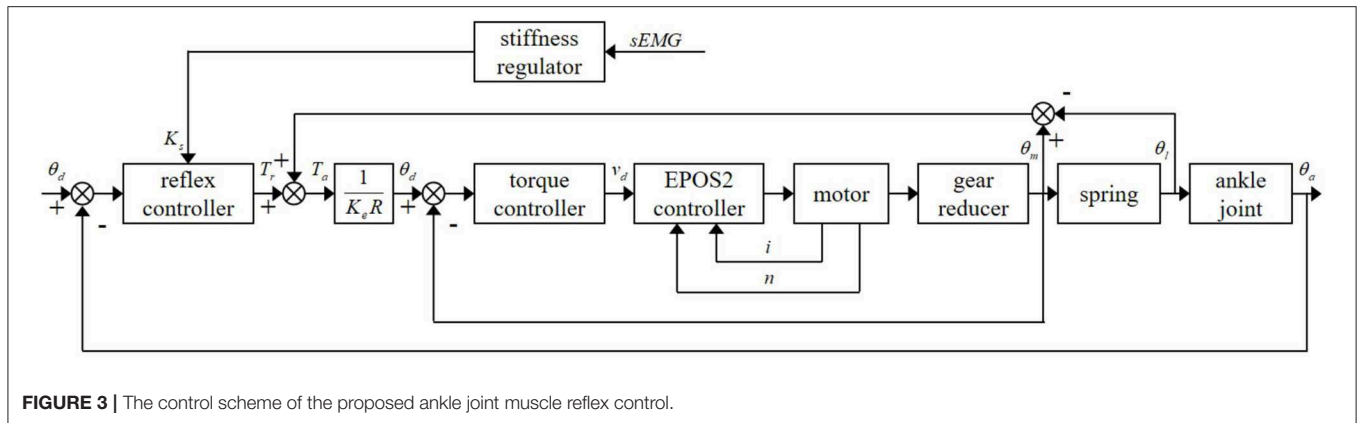 stiffness
regulator
sEMG
-
K_s
θ_d
+
-
reflex
controller
T_r
+
+
T_a
1
K_e R
θ_d
+
-
torque
controller
v_d
EPOS2
controller
motor
i
n
gear
reducer
θ_m
+
spring
θ_l
ankle
joint
θ_a
FIGURE 3 | The control scheme of the proposed ankle joint muscle reflex control.